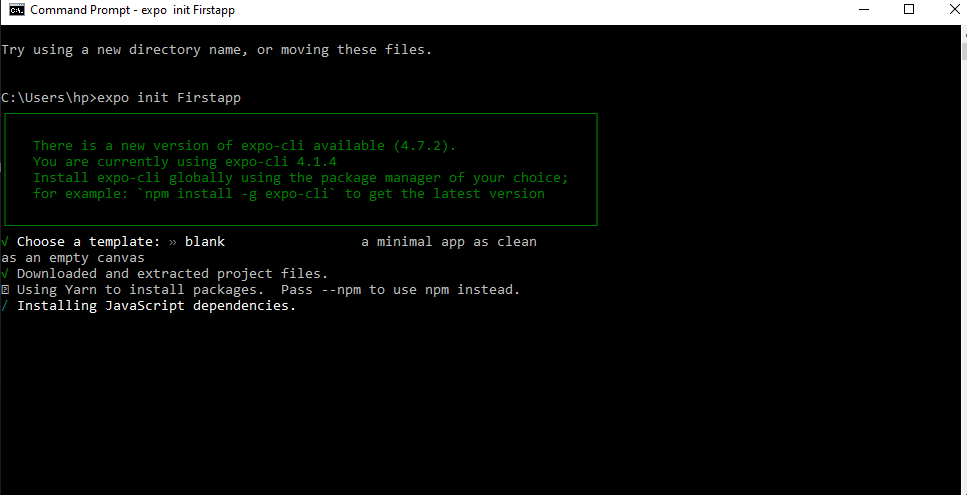 Command Prompt - expo  init Firstapp
Try using a new directory name, or moving these files.
C:\Users\hp>expo init Firstapp
There is a new version of expo-cli available (4.7.2).
You are currently using expo-cli 4.1.4
Install expo-cli globally using the package manager of your choice;
for example: `npm install -g expo-cli` to get the latest version
√ Choose a template: » blank                 a minimal app as clean
as an empty canvas
√ Downloaded and extracted project files.
Using Yarn to install packages.  Pass --npm to use npm instead.
/ Installing JavaScript dependencies.